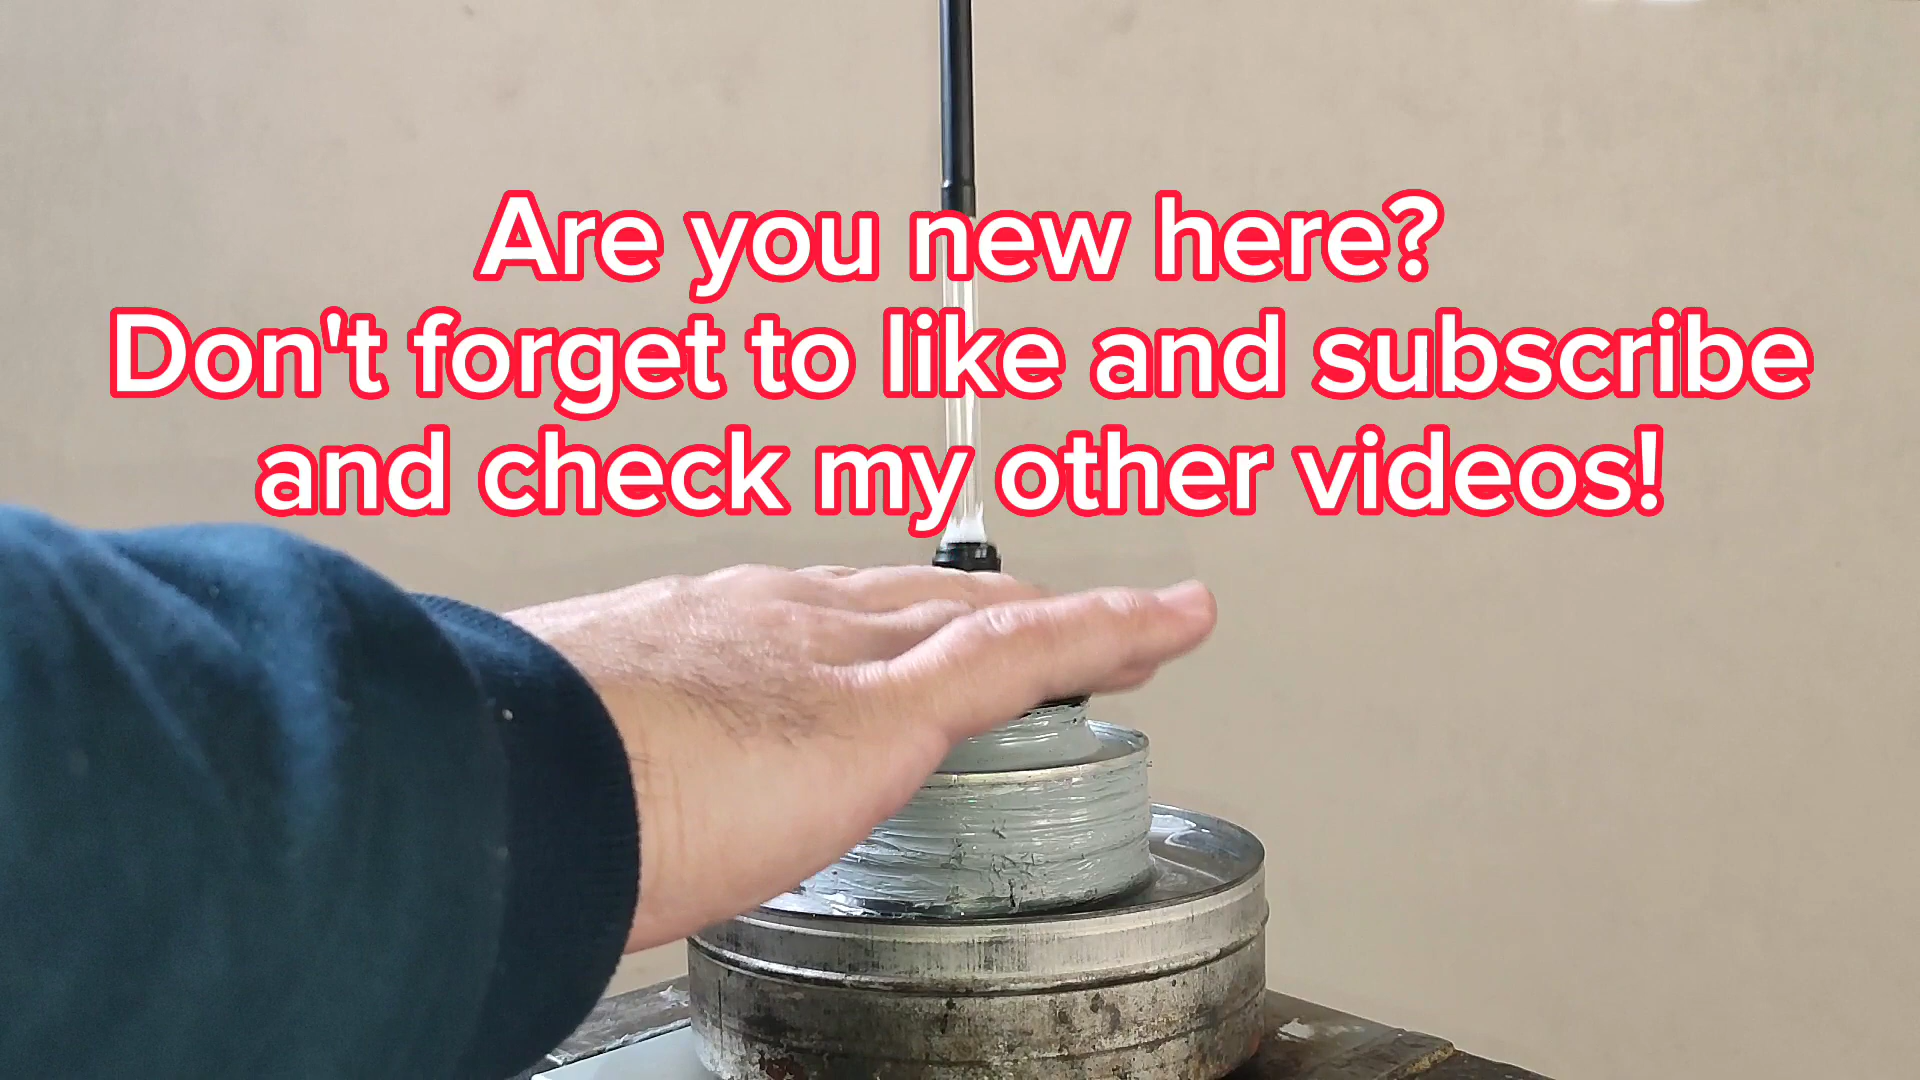 Are you new here?
Don't forget to like and subscribe
and check my other videos!